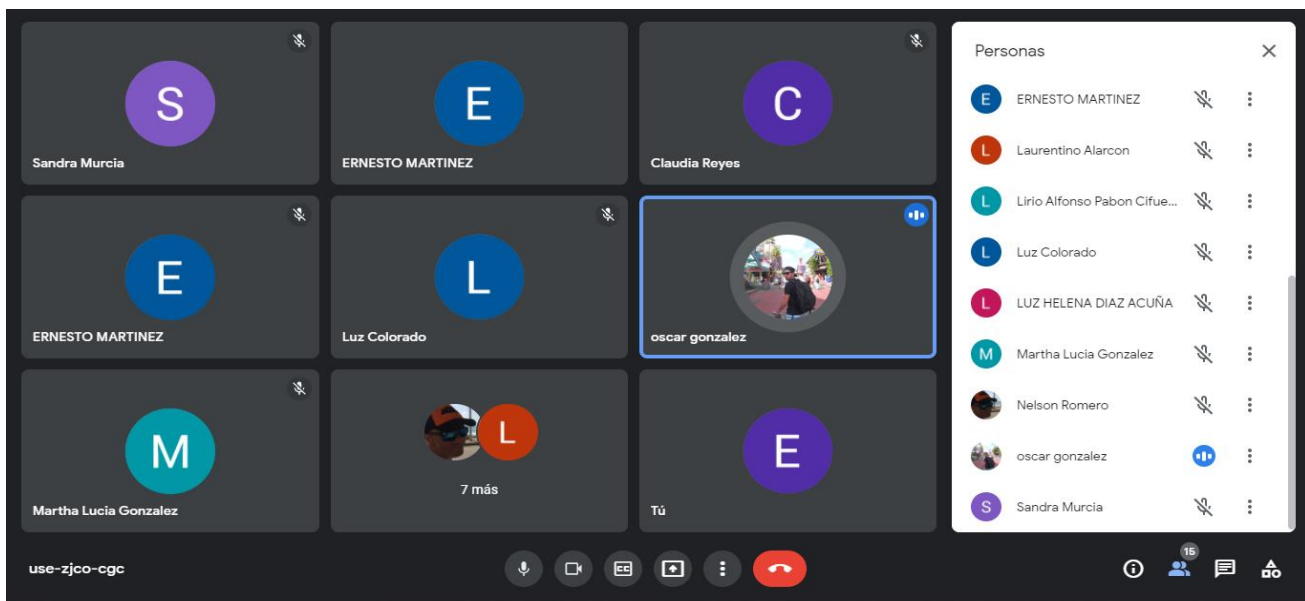 S
Sandra Murcia
E
ERNESTO MARTINEZ
C
Claudia Reyes
E
ERNESTO MARTINEZ
L
Luz Colorado
oscar gonzalez
M
Martha Lucia Gonzalez
L
7 más
E
Tú
Personas
E ERNESTO MARTINEZ
L Laurentino Alarcon
L Lirio Alfonso Pabon Cifue...
L Luz Colorado
L LUZ HELENA DIAZ ACUÑA
M Martha Lucia Gonzalez
Nelson Romero
oscar gonzalez
S Sandra Murcia
use-zjco-cgc
CC
15